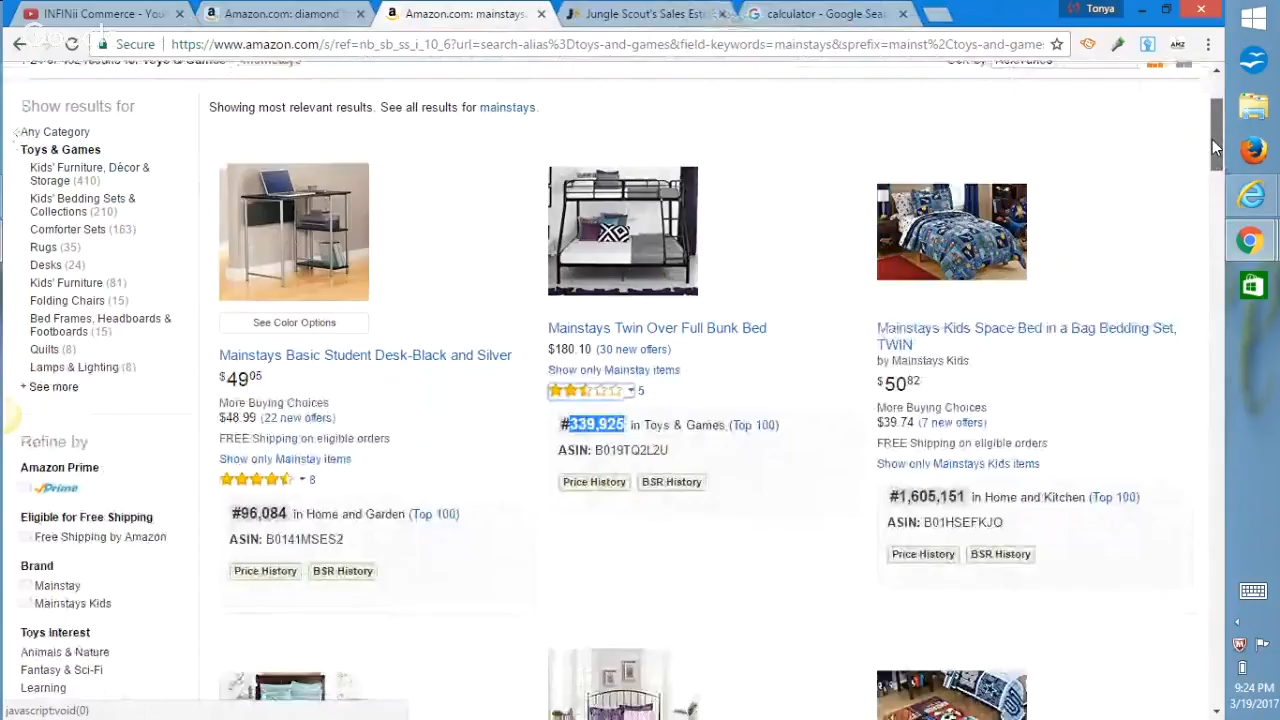 INFINii Commerce - You
Amazon.com: diamond
Amazon.com: mainstays
Jungle Scout's Sales Est
calculator - Google Sea
Tonya
Secure
https://www.amazon.com/s/ref=nb_sb_ss_i_10_6?url=search-alias%3Dtoys-and-games&field-keywords=mainstays&sprefix=mainst%2Ctoys-and-game
AMZ
Show results for
Any Category
Toys & Games
Kids' Furniture, Décor &
Storage (410)
Kids' Bedding Sets &
Collections (210)
Comforter Sets (163)
Rugs (35)
Desks (24)
Kids' Furniture (81)
Folding Chairs (15)
Bed Frames, Headboards &
Footboards (15)
Quilts (8)
Lamps & Lighting (8)
+ See more
Refine by
Amazon Prime
Prime
Eligible for Free Shipping
Free Shipping by Amazon
Brand
Mainstay
Mainstays Kids
Toys Interest
Animals & Nature
Fantasy & Sci-Fi
Learning
javascript:void(0)
Showing most relevant results. See all results for mainstays.
See Color Options
Mainstays Basic Student Desk-Black and Silver
$49 05
More Buying Choices
$48.99 (22 new offers)
FREE Shipping on eligible orders
Show only Mainstay items
8
#96,084 in Home and Garden (Top 100)
ASIN: B0141MSES2
Price History BSR History
Mainstays Twin Over Full Bunk Bed
$180.10 (30 new offers)
Show only Mainstay items
5
#339,925 in Toys & Games (Top 100)
ASIN: B019TQ2L2U
Price History BSR History
Mainstays Kids Space Bed in a Bag Bedding Set,
TWIN
by Mainstays Kids
$50 82
More Buying Choices
$39.74 (7 new offers)
FREE Shipping on eligible orders
Show only Mainstays Kids items
#1,605,151 in Home and Kitchen (Top 100)
ASIN: B01HSEFKJO
Price History BSR History
9:24 PM
3/19/2017